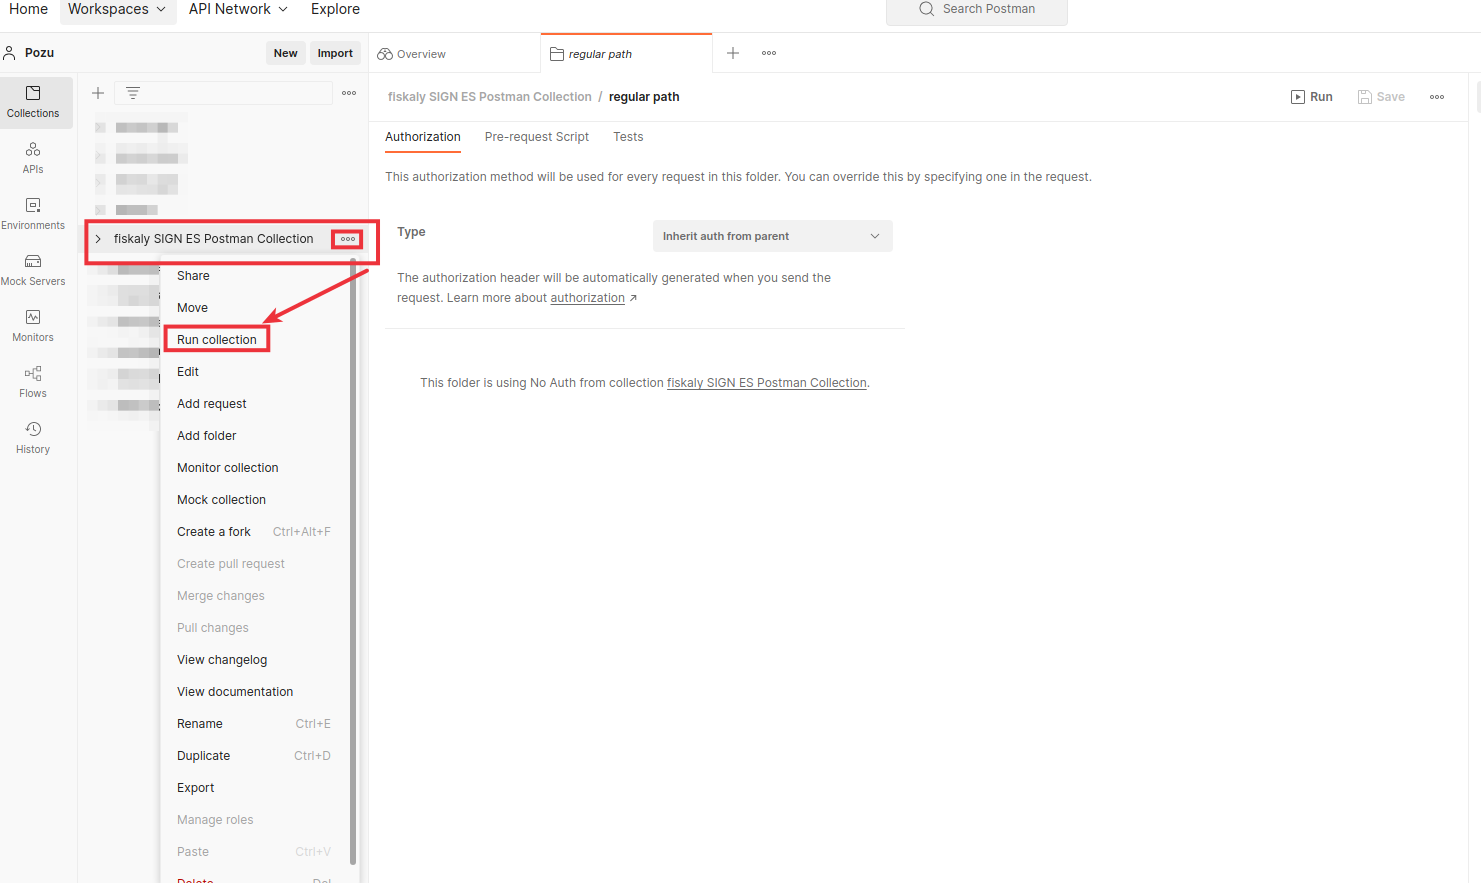 Home
Workspaces
API Network
Explore
Search Postman
Pozu
New
Import
Overview
regular path
Collections
APIs
Environments
Mock Servers
Monitors
Flows
History
fiskaly SIGN ES Postman Collection
Share
Move
Run collection
Edit
Add request
Add folder
Monitor collection
Mock collection
Create a fork Ctrl+Alt+F
Create pull request
Merge changes
Pull changes
View changelog
View documentation
Rename Ctrl+E
Duplicate Ctrl+D
Export
Manage roles
Paste Ctrl+V
Delete Del
fiskaly SIGN ES Postman Collection / regular path
Run
Save
Authorization
Pre-request Script
Tests
This authorization method will be used for every request in this folder. You can override this by specifying one in the request.
Type
Inherit auth from parent
The authorization header will be automatically generated when you send the
request. Learn more about authorization ↗
This folder is using No Auth from collection fiskaly SIGN ES Postman Collection.